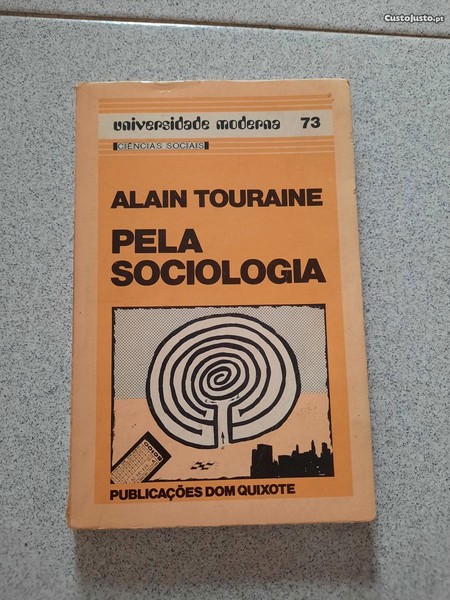 CustoJusto.pt
universidade moderna 73
CIÊNCIAS SOCIAIS
ALAIN TOURAINE
PELA
SOCIOLOGIA
PUBLICAÇÕES DOM QUIXOTE